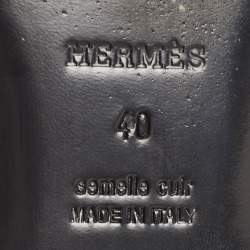 HERMÈS
40
semelle cuir
MADE IN ITALY